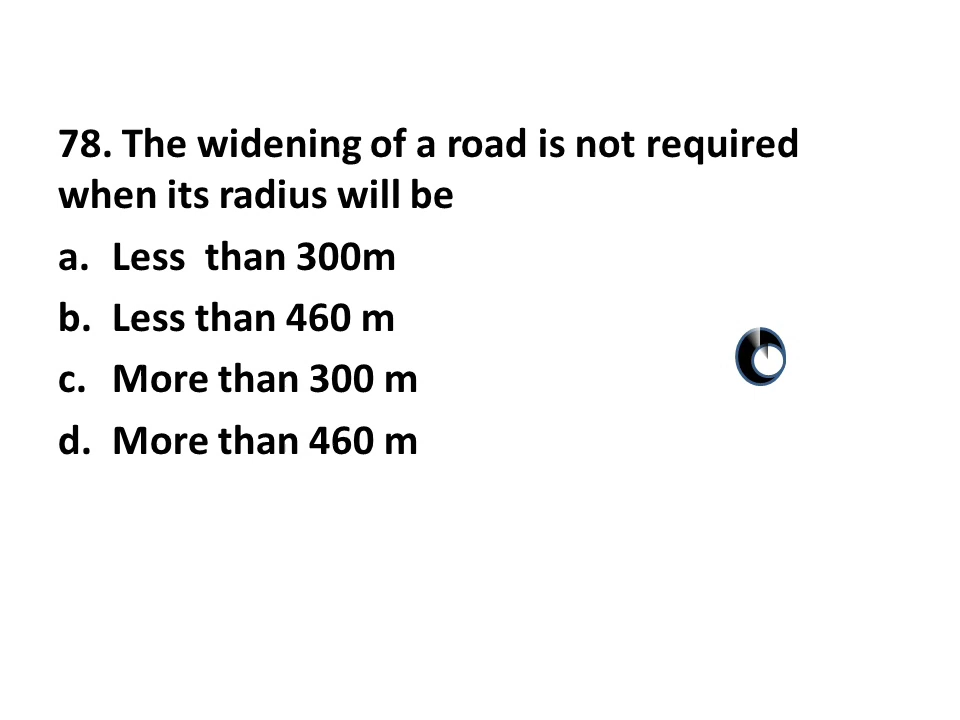 78. The widening of a road is not required
when its radius will be
a. Less  than 300m
b. Less than 460 m
c. More than 300 m
d. More than 460 m